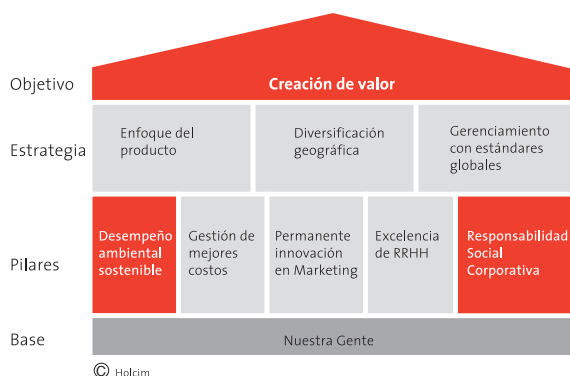 Objetivo
Creación de valor
Estrategia
Enfoque del
producto
Diversificación
geográfica
Gerenciamiento
con estándares
globales
Pilares
Desempeño
ambiental
sostenible
Gestión de
mejores
costos
Permanente
innovación
en Marketing
Excelencia
de RRHH
Responsabilidad
Social
Corporativa
Base
Nuestra Gente
© Holcim